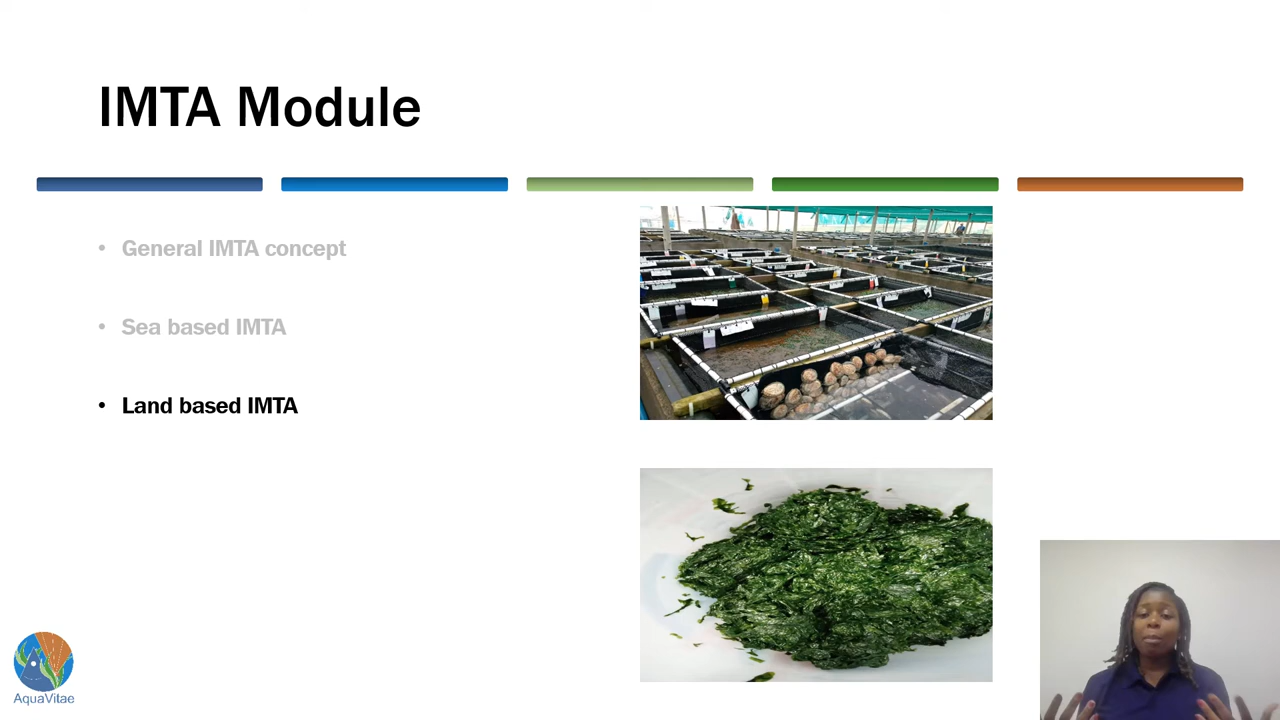 IMTA Module
• General IMTA concept
• Sea based IMTA
• Land based IMTA
AquaVitae